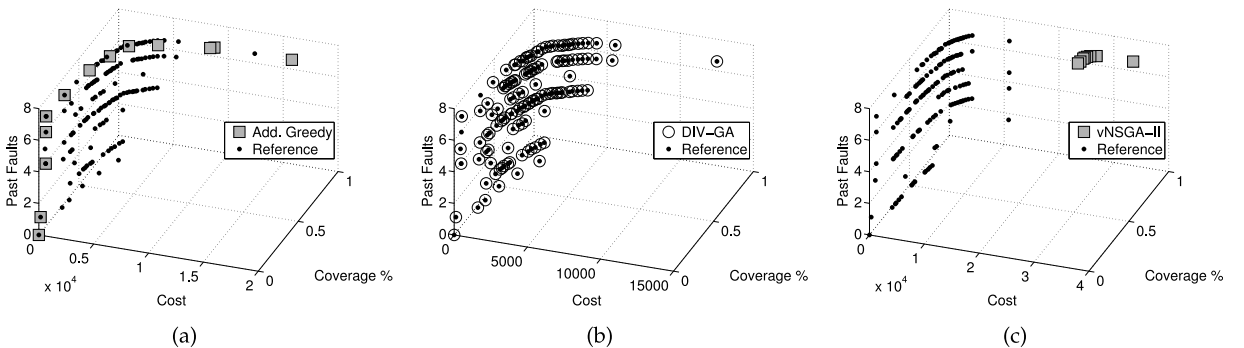 8
6
4
2
0
Past Faults
Add. Greedy
Reference
1
0.5
0
Coverage %
0
0.5
1
1.5
2
x 10^4
Cost
(a)
8
6
4
2
0
Past Faults
DIV-GA
Reference
1
0.5
0
Coverage %
0
5000
10000
15000
Cost
(b)
8
6
4
2
0
Past Faults
vNSGA-II
Reference
1
0.5
0
Coverage %
0
1
2
3
4
x 10^4
Cost
(c)